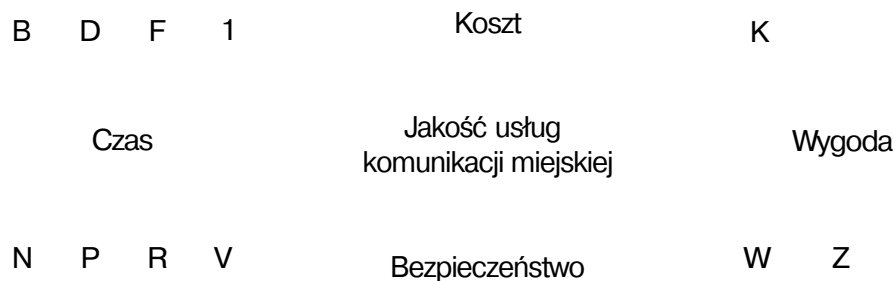 B D F 1 Koszt K
Czas Jakość usług Wygoda
komunikacji miejskiej
N P R V Bezpieczeństwo W Z